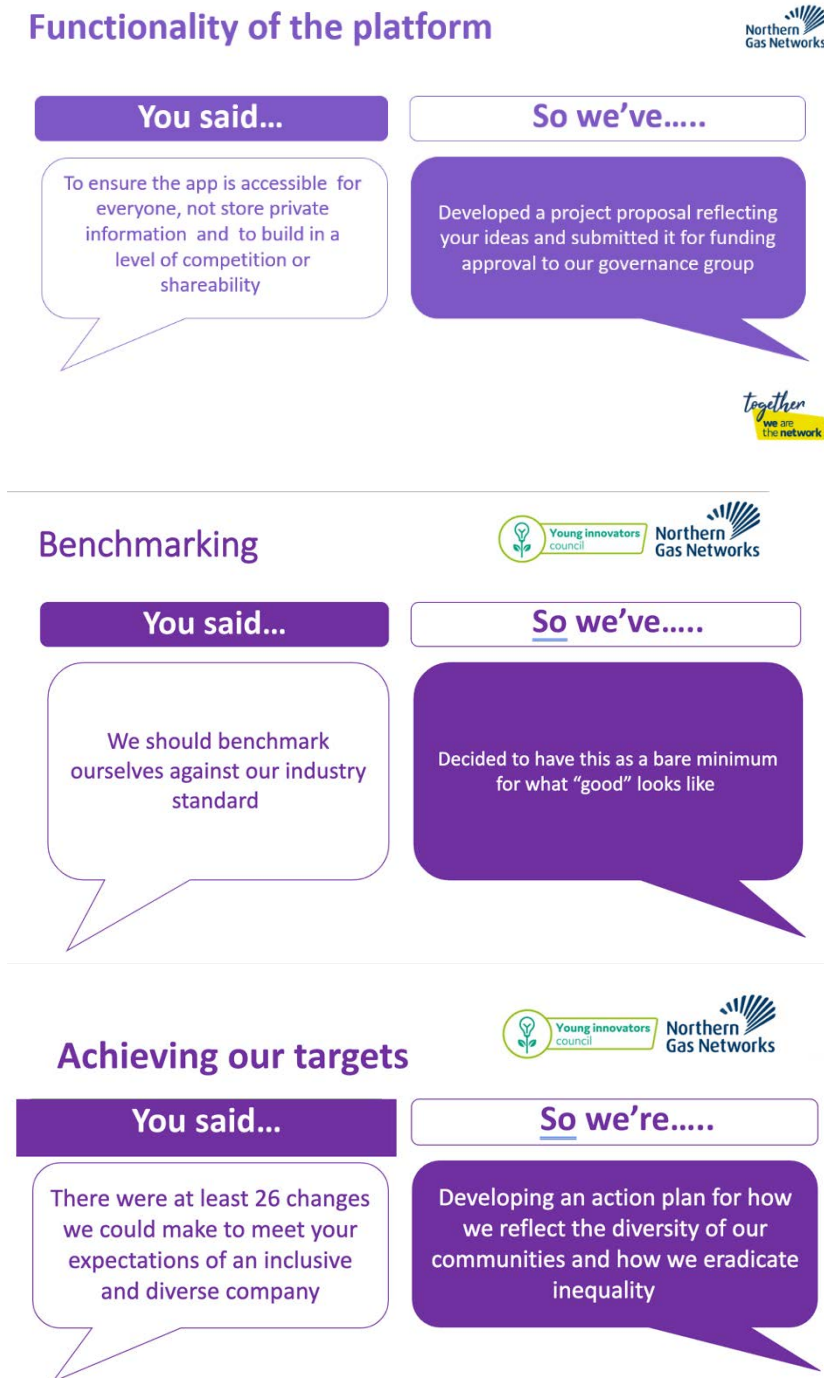 Functionality of the platform
Northern
Gas Networks
You said…
So we’ve…..
To ensure the app is accessible for
everyone, not store private
information and to build in a
level of competition or
shareability
Developed a project proposal reflecting
your ideas and submitted it for funding
approval to our governance group
together
we are
the network
Benchmarking
Young innovators
council
Northern
Gas Networks
You said…
So we’ve…..
We should benchmark
ourselves against our industry
standard
Decided to have this as a bare minimum
for what “good” looks like
Achieving our targets
Young innovators
council
Northern
Gas Networks
You said…
So we’re…..
There were at least 26 changes
we could make to meet your
expectations of an inclusive
and diverse company
Developing an action plan for how
we reflect the diversity of our
communities and how we eradicate
inequality